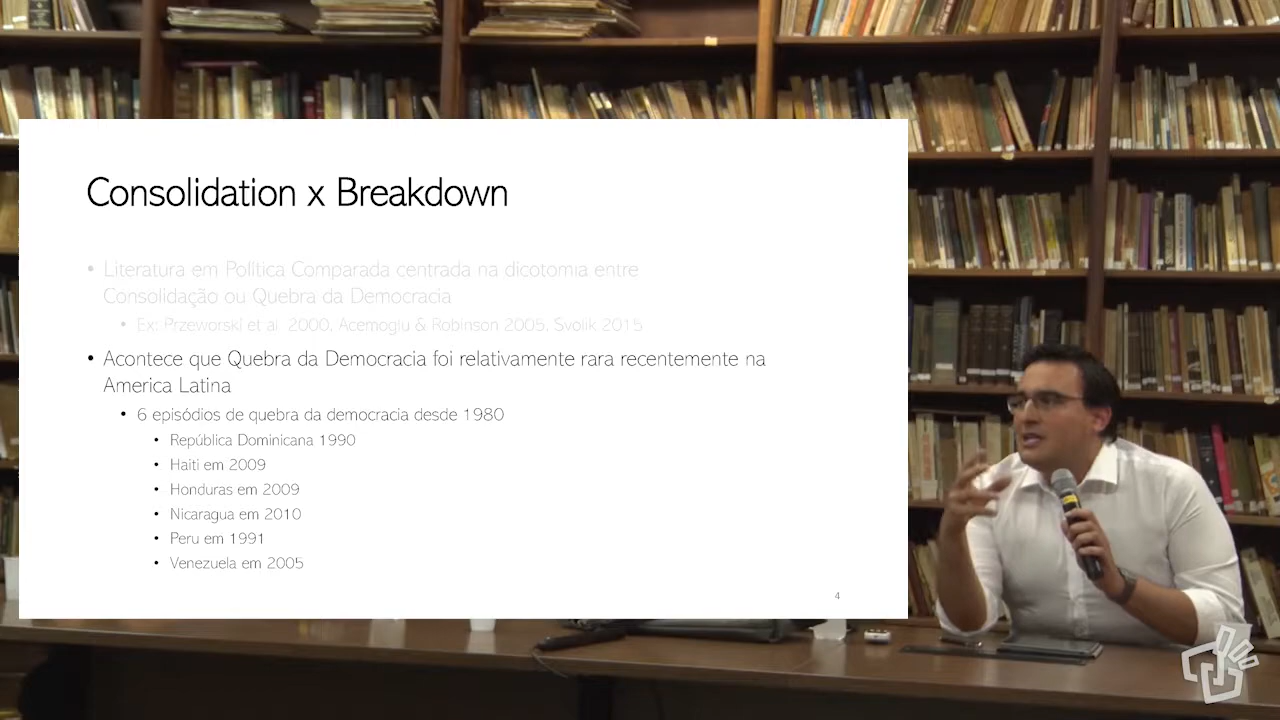 Consolidation x Breakdown
• Literatura em Política Comparada centrada na dicotomia entre
Consolidação ou Quebra da Democracia
• Ex: Przeworski et al. 2000, Acemoglu & Robinson 2005, Svolik 2015
• Acontece que Quebra da Democracia foi relativamente rara recentemente na
America Latina
• 6 episódios de quebra da democracia desde 1980
• República Dominicana 1990
• Haiti em 2009
• Honduras em 2009
• Nicaragua em 2010
• Peru em 1991
• Venezuela em 2005
4